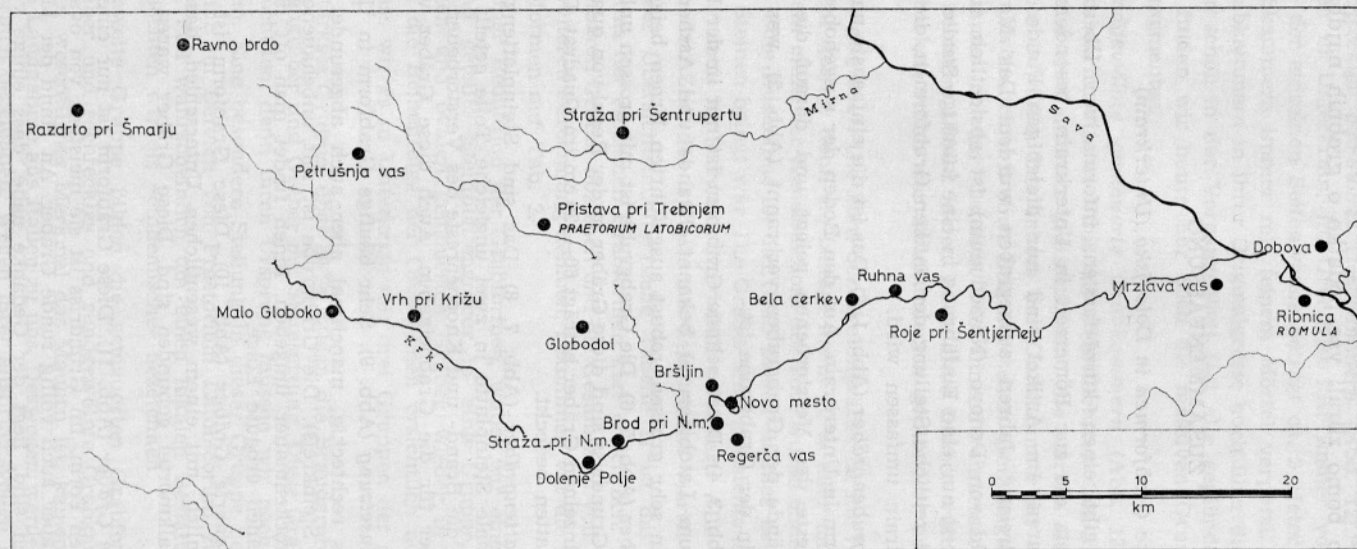 Ravno brdo
Razdrto pri Šmarju
Petrušnja vas
Straža pri Šentrupertu
Mirna
Sava
Pristava pri Trebnjem
PRAETORIUM LATOBICORUM
Dobova
Mrzlava vas
Ribnica
ROMULA
Ruhna vas
Bela cerkev
Roje pri Šentjerneju
Malo Globoko
Vrh pri Križu
Krka
Globodol
Bršljin
Novo mesto
Brod pri N.m.
Straža pri N.m.
Regerča vas
Dolenje Polje
0 10 20
km